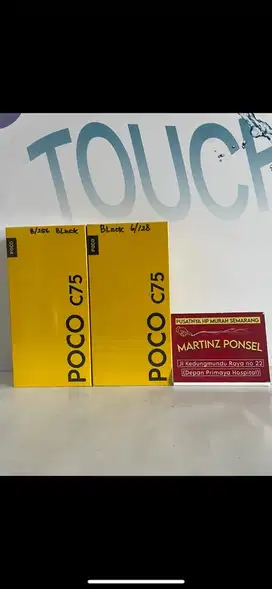 TOUCH
8/256 Black
Black 6/128
POCO
POCO
POCO C75
POCO C75
PUSATNYA HP MURAH SEMARANG
MARTINZ PONSEL
Jl Kedungmundu Raya no 22
(Depan Primaya Hospital)